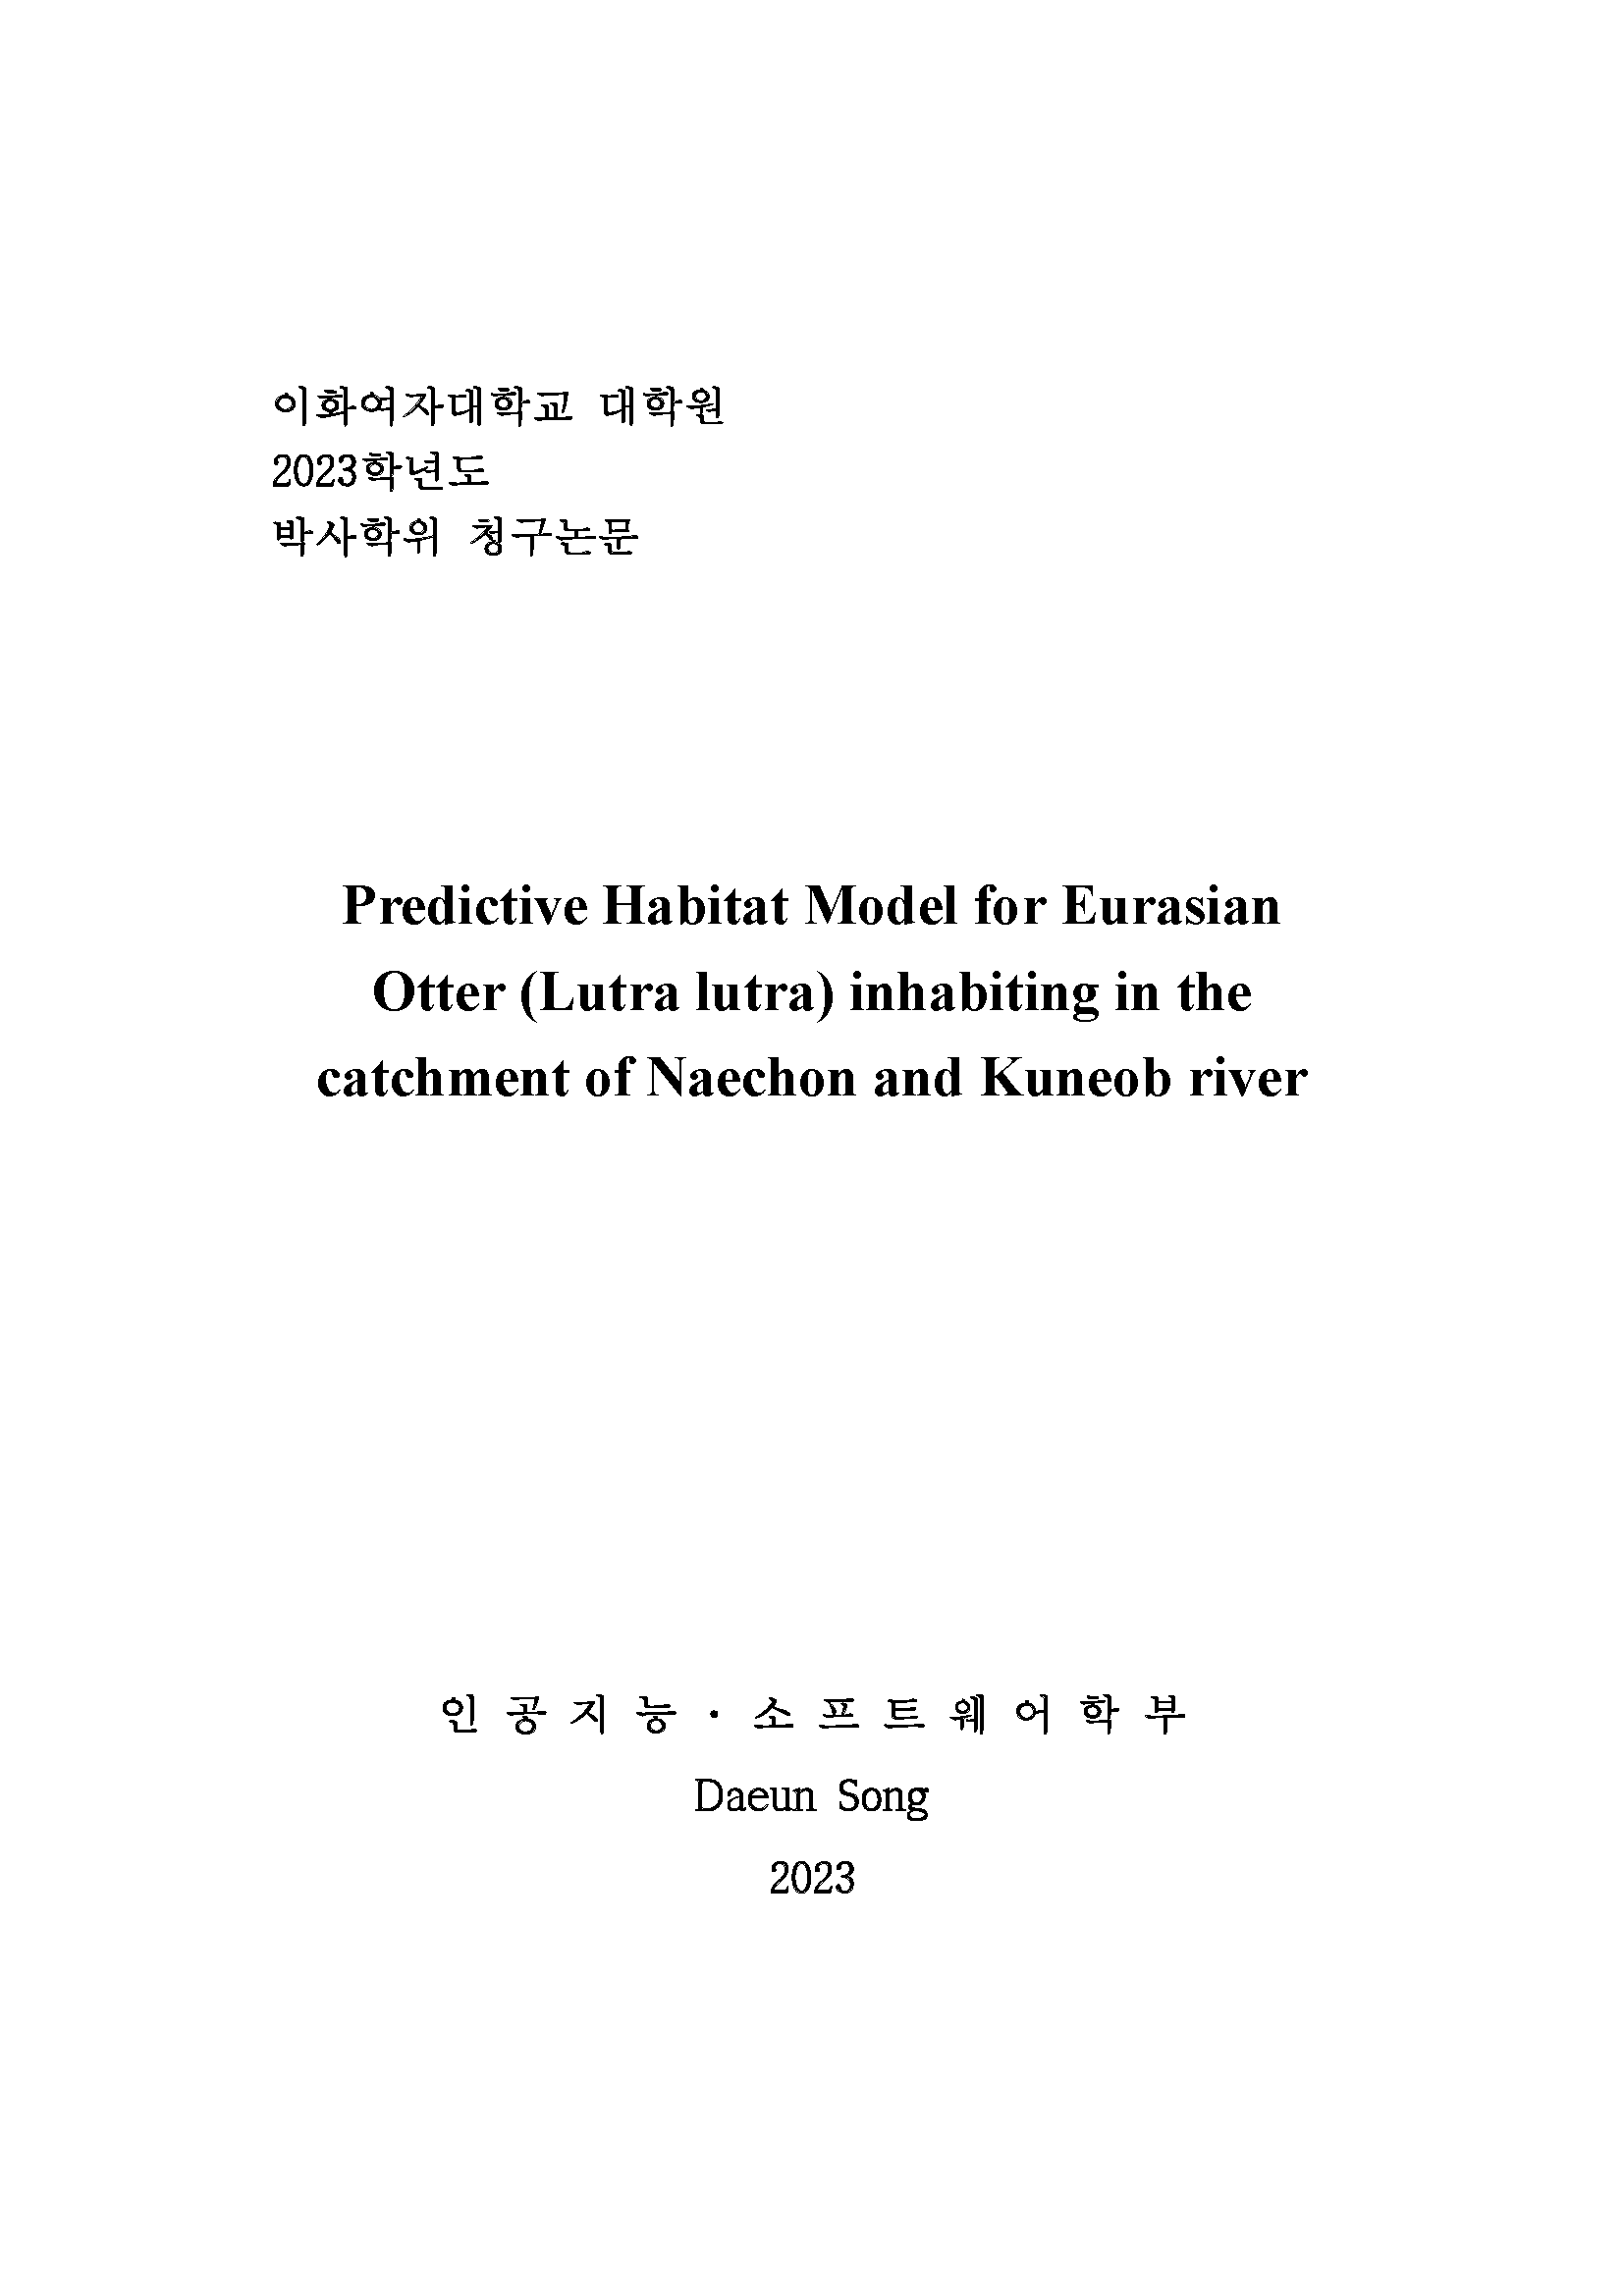 이화여자대학교 대학원
2023학년도
박사학위 청구논문
Predictive Habitat Model for Eurasian
Otter (Lutra lutra) inhabiting in the
catchment of Naechon and Kuneob river
인 공 지 능 · 소 프 트 웨 어 학 부
Daeun Song
2023